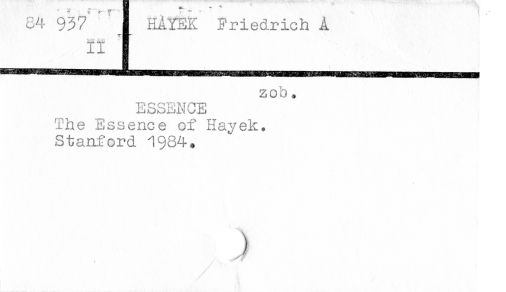 84 937
II
HAYEK Friedrich A
zob.
ESSENCE
The Essence of Hayek.
Stanford 1984.